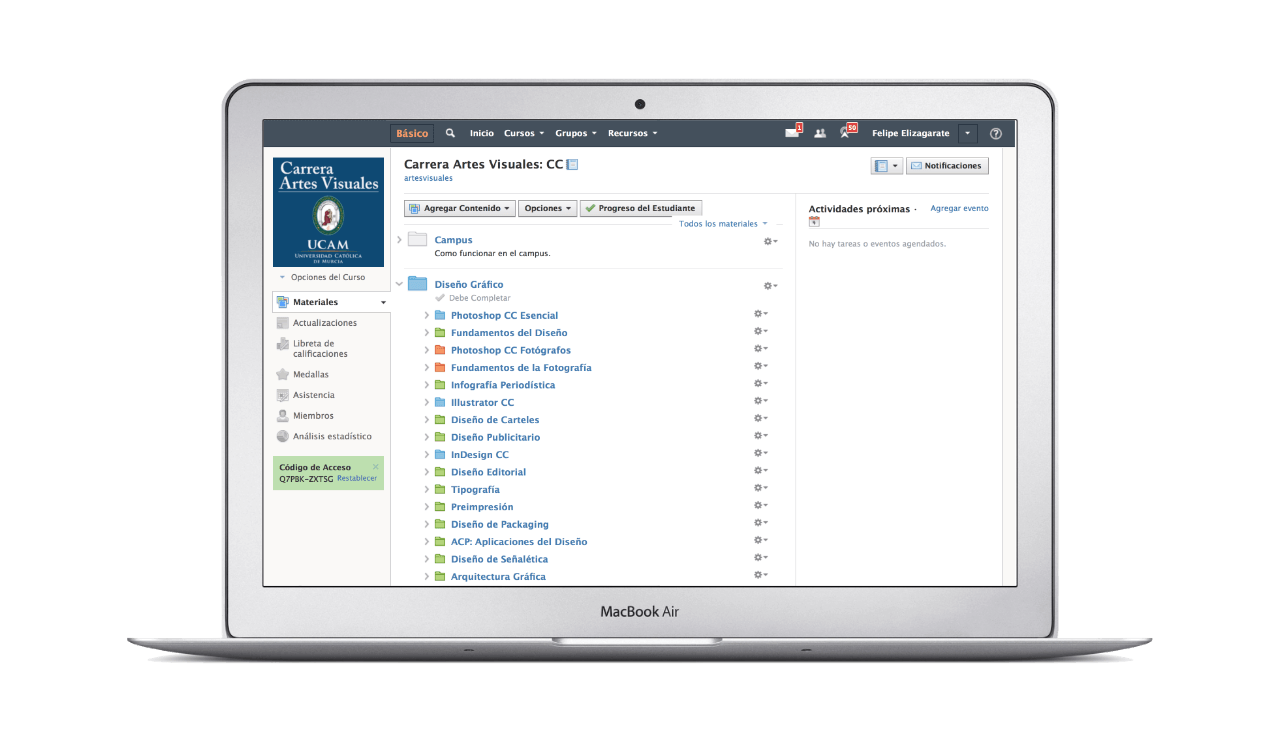 Básico
Inicio
Cursos
Grupos
Recursos
1
50
Felipe Elizagarate
Carrera
Artes Visuales
UCAM
UNIVERSIDAD CATÓLICA
DE MURCIA
Opciones del Curso
Materiales
Actualizaciones
Libreta de
calificaciones
Medallas
Asistencia
Miembros
Análisis estadístico
Código de Acceso
Q7PBK-ZXTSG Restablecer
Carrera Artes Visuales: CC
artesvisuales
Notificaciones
Agregar Contenido
Opciones
Progreso del Estudiante
Todos los materiales
Campus
Como funcionar en el campus.
Diseño Gráfico
Debe Completar
Photoshop CC Esencial
Fundamentos del Diseño
Photoshop CC Fotógrafos
Fundamentos de la Fotografía
Infografía Periodística
Illustrator CC
Diseño de Carteles
Diseño Publicitario
InDesign CC
Diseño Editorial
Tipografía
Preimpresión
Diseño de Packaging
ACP: Aplicaciones del Diseño
Diseño de Señalética
Arquitectura Gráfica
Actividades próximas ·
Agregar evento
No hay tareas o eventos agendados.
MacBook Air